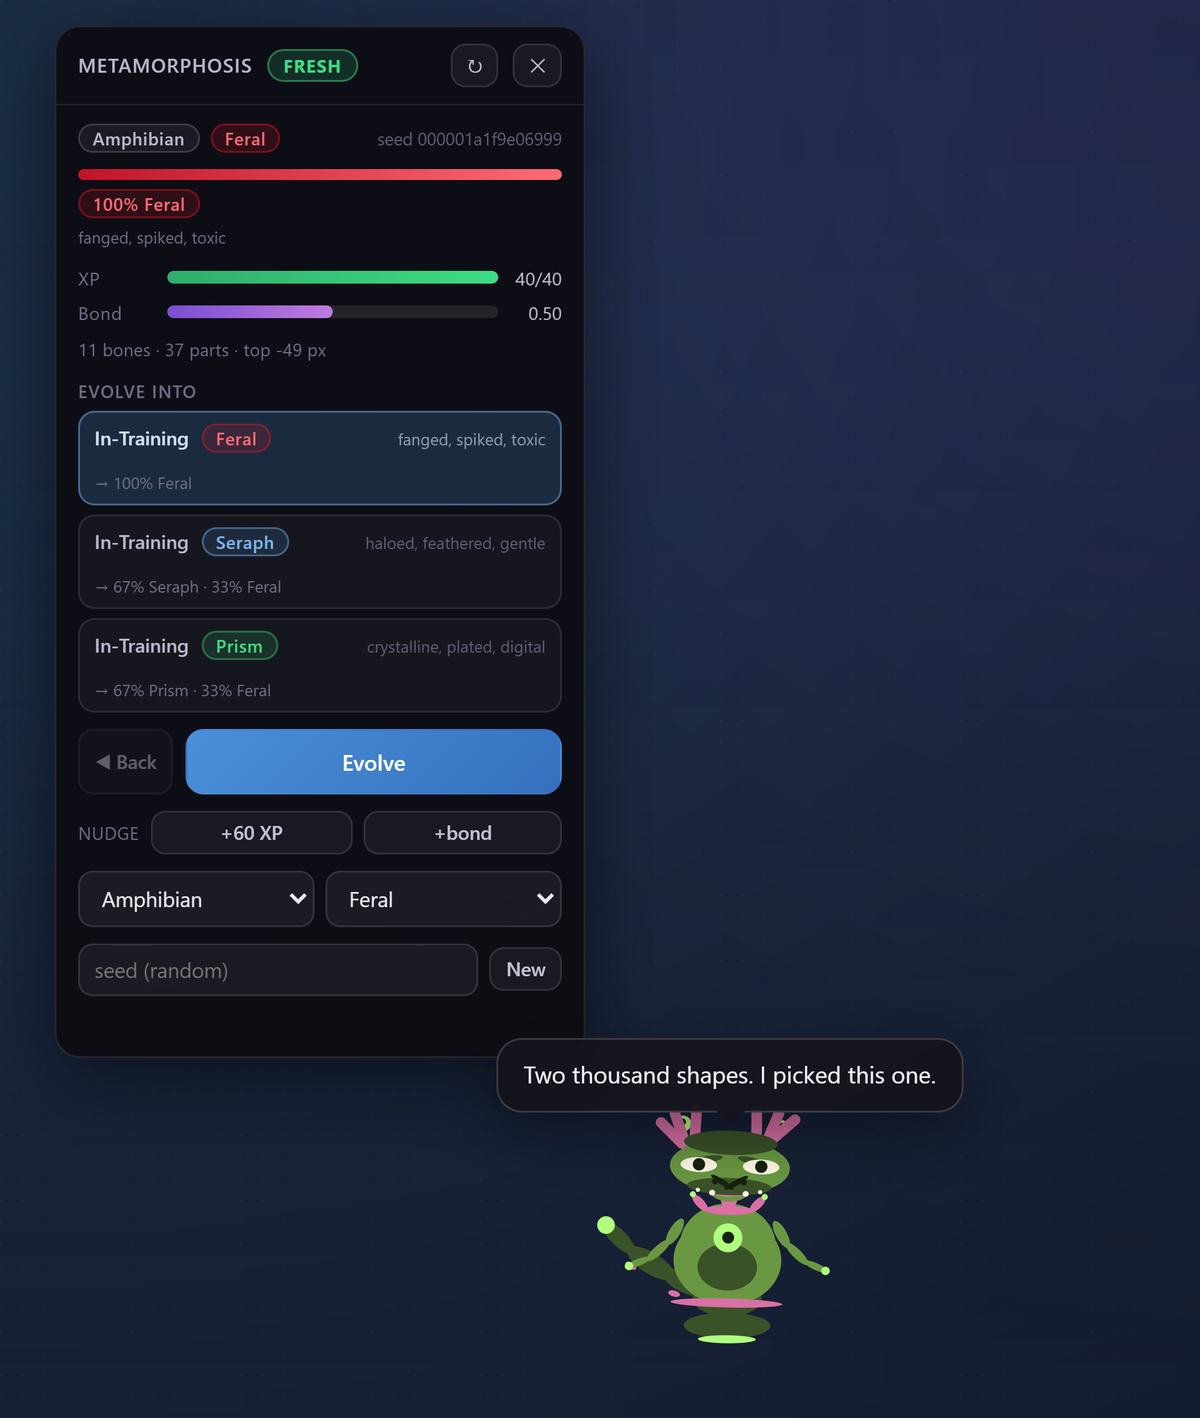 METAMORPHOSIS FRESH ↻ ×
Amphibian Feral seed 000001a1f9e06999
100% Feral
fanged, spiked, toxic
XP 40/40
Bond 0.50
11 bones · 37 parts · top -49 px
EVOLVE INTO
In-Training Feral fanged, spiked, toxic
→ 100% Feral
In-Training Seraph haloed, feathered, gentle
→ 67% Seraph · 33% Feral
In-Training Prism crystalline, plated, digital
→ 67% Prism · 33% Feral
◀ Back Evolve
NUDGE +60 XP +bond
Amphibian Feral
seed (random) New
Two thousand shapes. I picked this one.